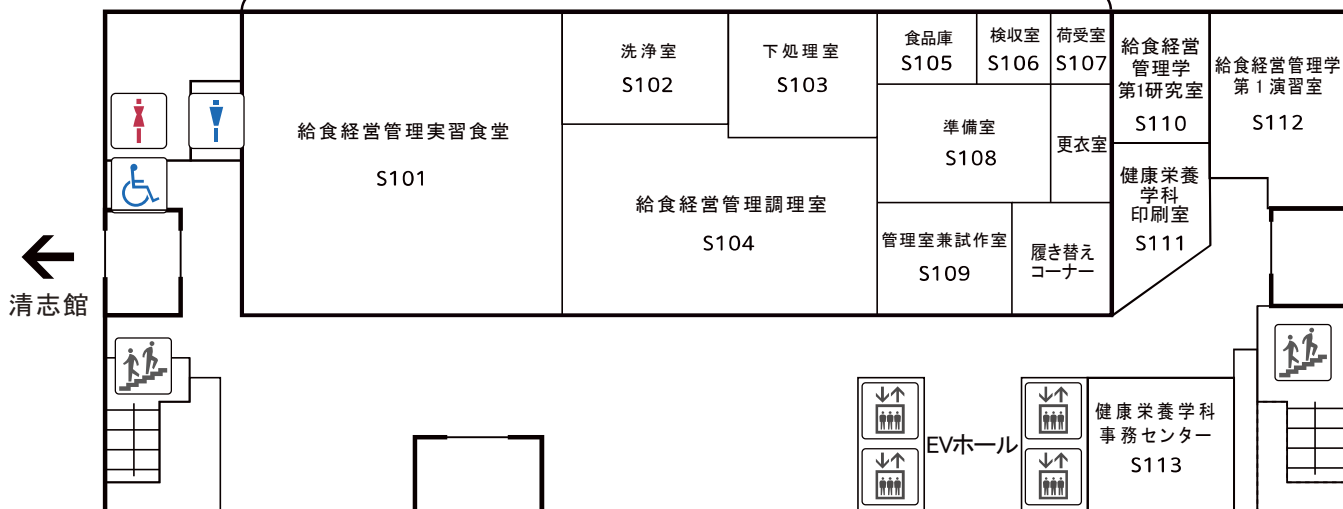 給食経営管理実習食堂
S101
洗浄室
S102
下処理室
S103
給食経営管理調理室
S104
食品庫
S105
検収室
S106
荷受室
S107
準備室
S108
更衣室
管理室兼試作室
S109
履き替え
コーナー
給食経営
管理学
第1研究室
S110
健康栄養
学科
印刷室
S111
給食経営管理学
第1演習室
S112
清志館
EVホール
健康栄養学科
事務センター
S113